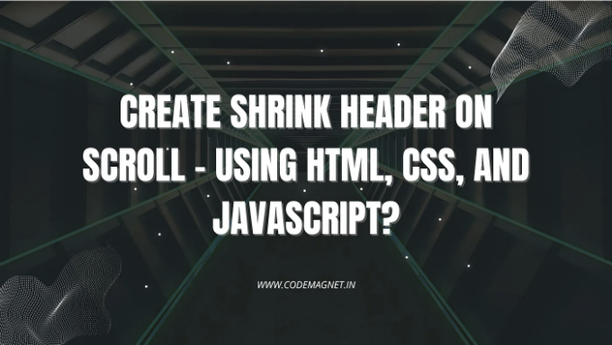 CREATE SHRINK HEADER ON
SCROLL - USING HTML, CSS, AND
JAVASCRIPT?
WWW.CODEMAGNET.IN